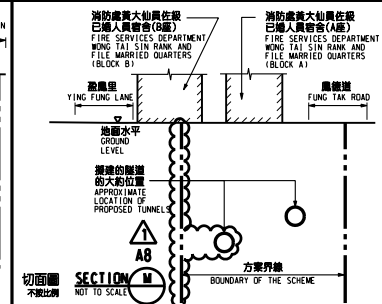 消防處黃大仙員佐級
已婚人員宿舍(B座)
FIRE SERVICES DEPARTMENT
WONG TAI SIN RANK AND
FILE MARRIED QUARTERS
(BLOCK B)
消防處黃大仙員佐級
已婚人員宿舍(A座)
FIRE SERVICES DEPARTMENT
WONG TAI SIN RANK AND
FILE MARRIED QUARTERS
(BLOCK A)
盈鳳里
YING FUNG LANE
鳳德道
FUNG TAK ROAD
地面水平
GROUND
LEVEL
擬建的隧道
的大約位置
APPROXIMATE
LOCATION OF
PROPOSED TUNNELS
1
A8
切面圖
不按比例
SECTION M
NOT TO SCALE
方案界線
BOUNDARY OF THE SCHEME